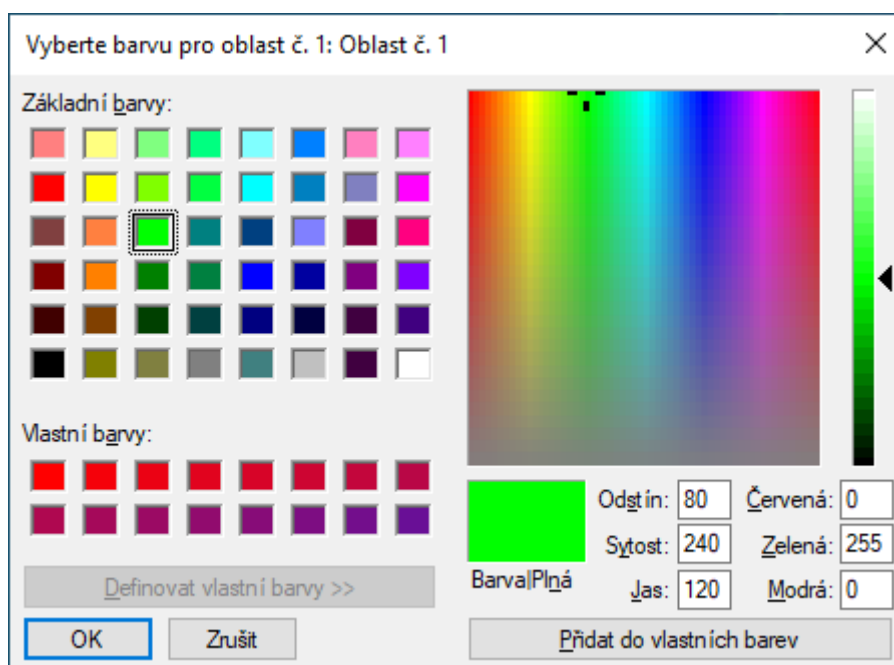 Vyberte barvu pro oblast č. 1: Oblast č. 1
Základní barvy:
Vlastní barvy:
Definovat vlastní barvy >>
OK
Zrušit
Barva|Plná
Odstín: 80
Sytost: 240
Jas: 120
Červená: 0
Zelená: 255
Modrá: 0
Přidat do vlastních barev